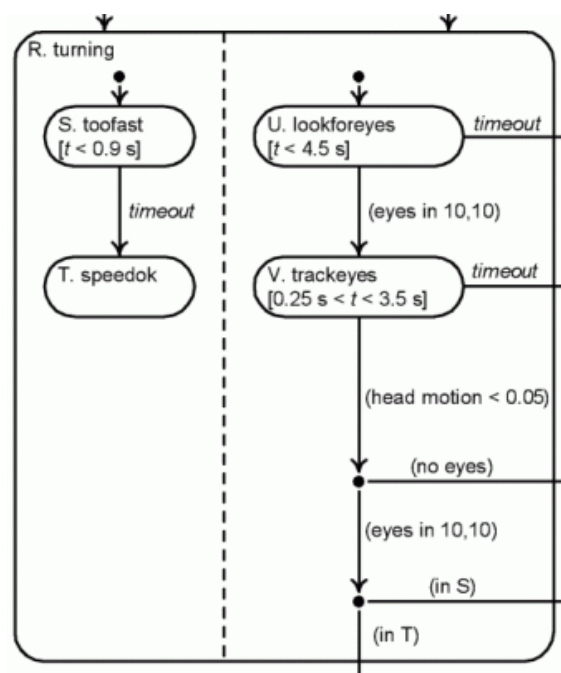 R. turning
S. toofast
[t < 0.9 s]
timeout
T. speedok
U. lookforeyes
[t < 4.5 s]
timeout
(eyes in 10,10)
V. trackeyes
[0.25 s < t < 3.5 s]
timeout
(head motion < 0.05)
(no eyes)
(eyes in 10,10)
(in S)
(in T)